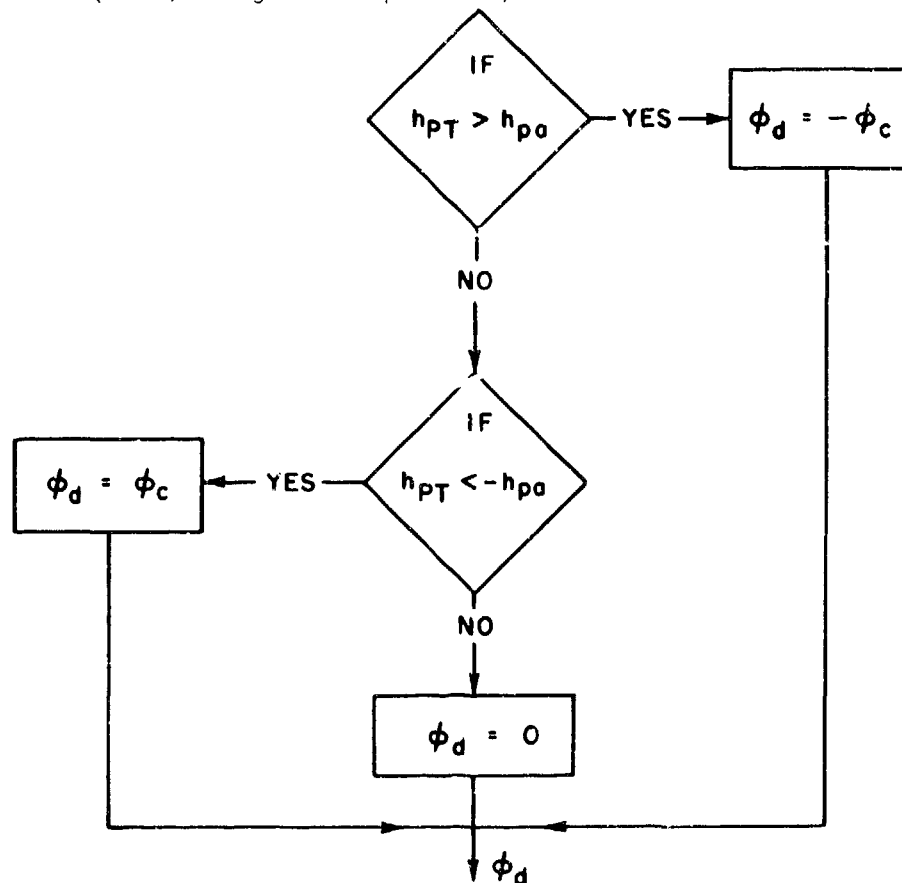 IF
h_PT > h_pa
YES
ϕ_d = − ϕ_c
NO
IF
h_PT < -h_pa
YES
ϕ_d = ϕ_c
NO
ϕ_d = 0
ϕ_d